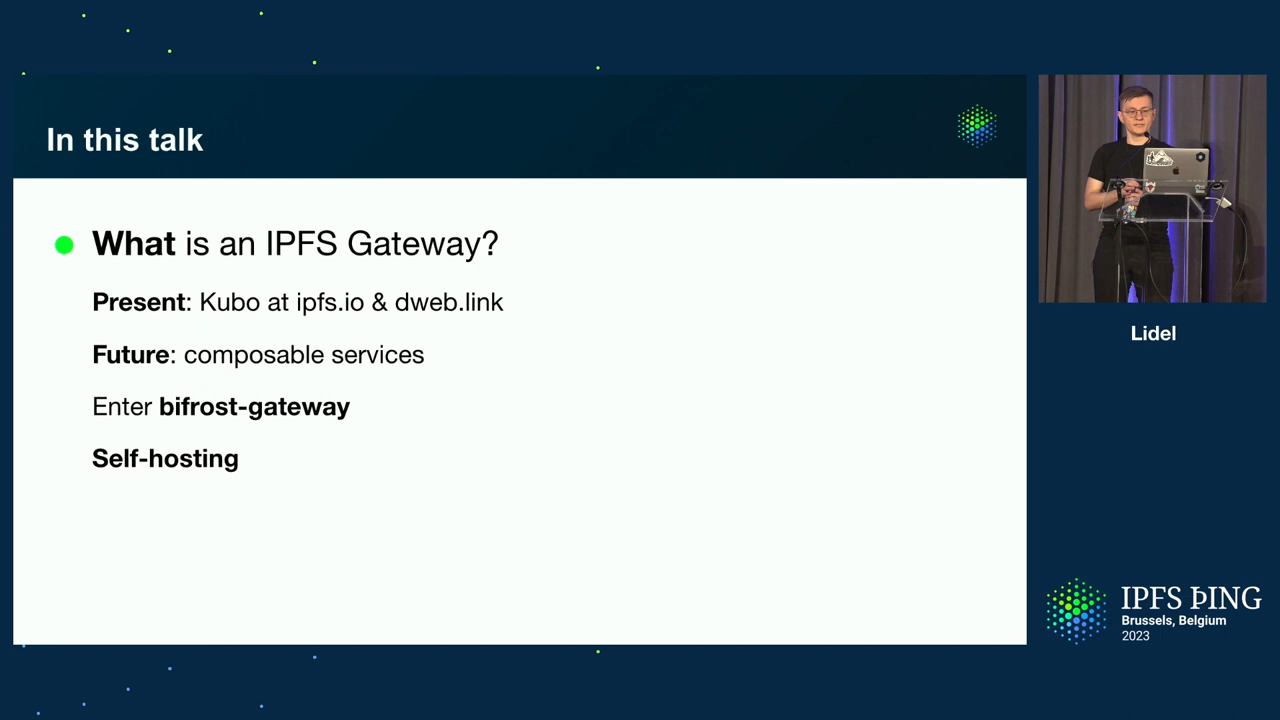 In this talk
What is an IPFS Gateway?
Present: Kubo at ipfs.io & dweb.link
Future: composable services
Enter bifrost-gateway
Self-hosting
Lidel
IPFS ÞING
Brussels, Belgium
2023